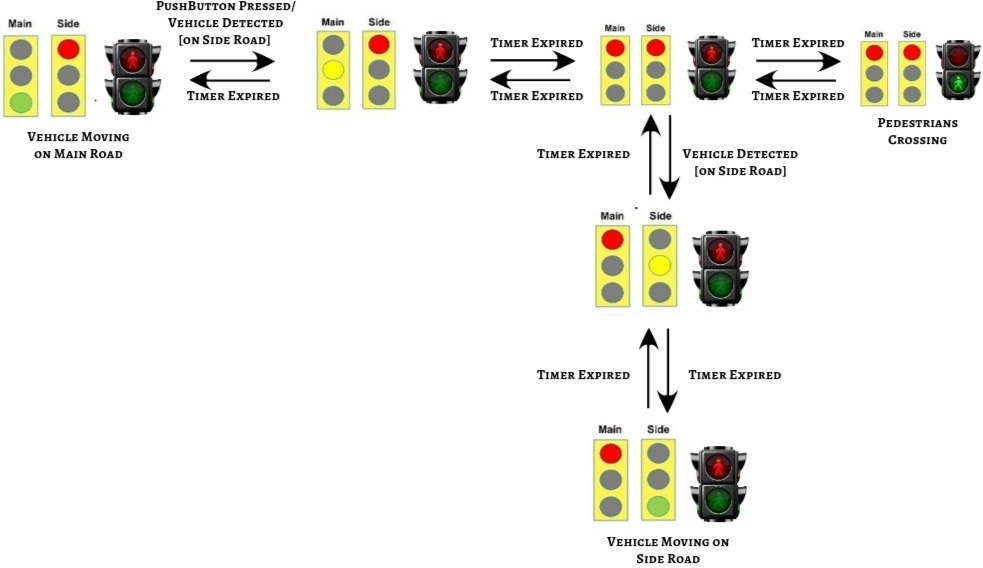 PushButton Pressed/
Vehicle Detected
[on Side Road]
Main Side
Timer Expired
Vehicle Moving
on Main Road
Main Side
Timer Expired
Timer Expired
Main Side
Timer Expired
Timer Expired
Main Side
Pedestrians
Crossing
Timer Expired
Vehicle Detected
[on Side Road]
Main Side
Timer Expired
Timer Expired
Main Side
Vehicle Moving on
Side Road